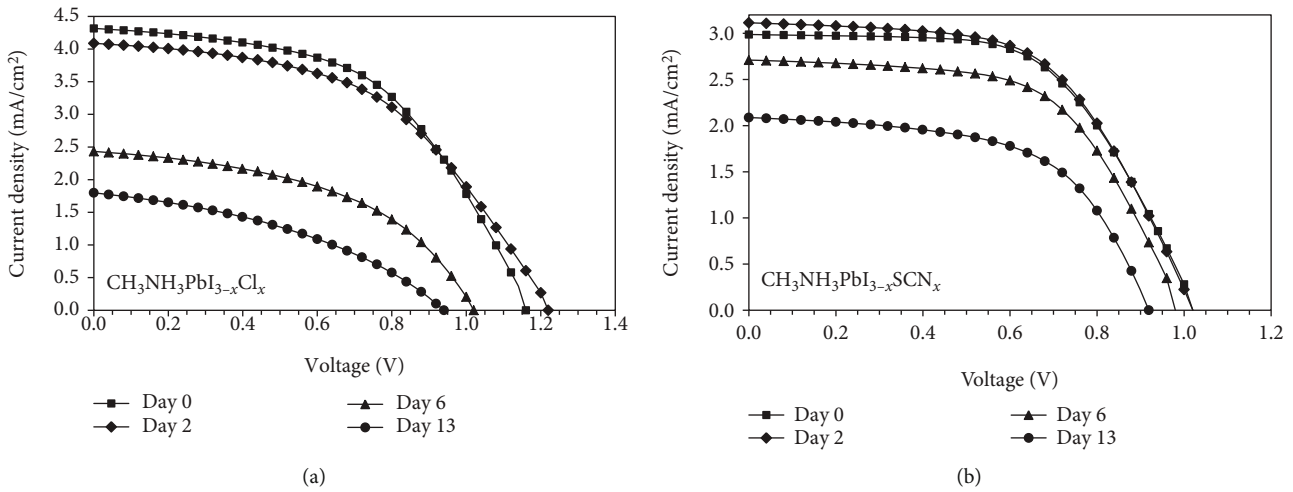 Current density (mA/cm²)
5.0
4.5
4.0
3.5
3.0
2.5
2.0
1.5
1.0
0.5
0.0
CH₃NH₃PbI₃₋ₓClₓ
0.0 0.2 0.4 0.6 0.8 1.0 1.2 1.4
Voltage (V)
Day 0 Day 6
Day 2 Day 13
(a)
Current density (mA/cm²)
3.0
2.5
2.0
1.5
1.0
0.5
0.0
CH₃NH₃PbI₃₋ₓSCNₓ
0.0 0.2 0.4 0.6 0.8 1.0 1.2
Voltage (V)
Day 0 Day 6
Day 2 Day 13
(b)